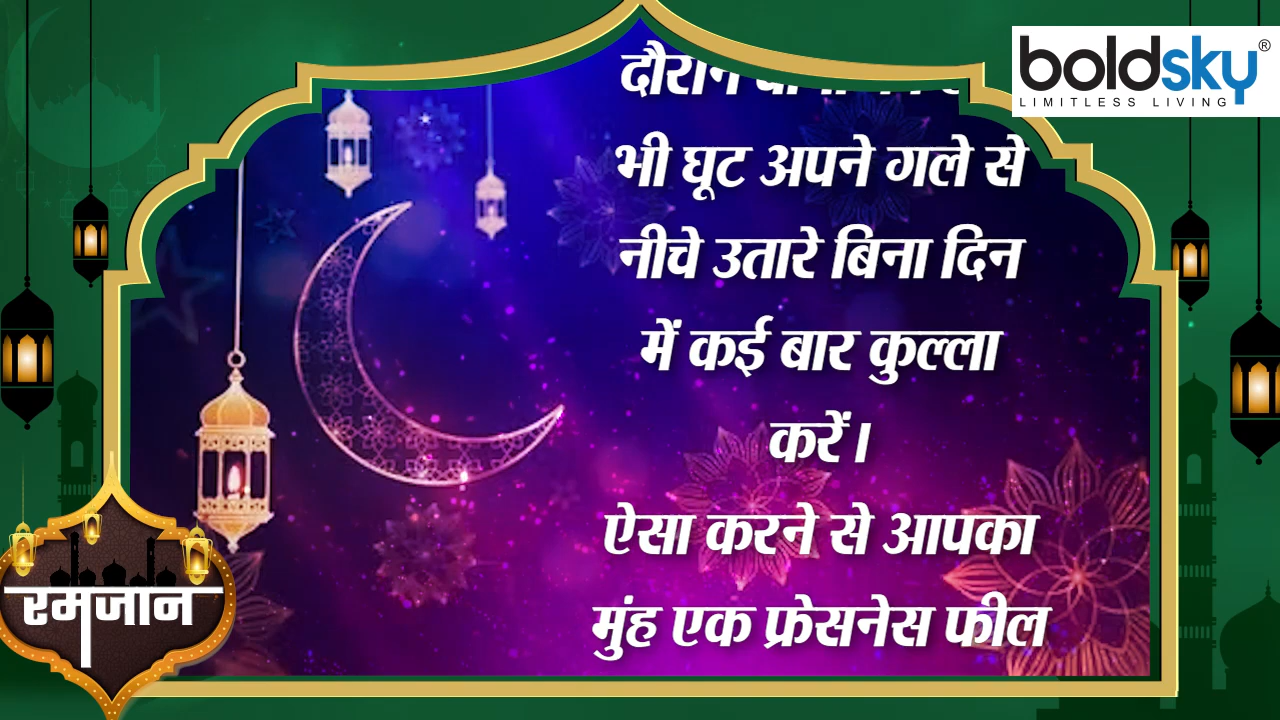 boldsky®
LIMITLESS LIVING
दौरान
भी घूट अपने गले से
नीचे उतारे बिना दिन
में कई बार कुल्ला
करें।
ऐसा करने से आपका
मुंह एक फ्रेसनेस फील
रमजान